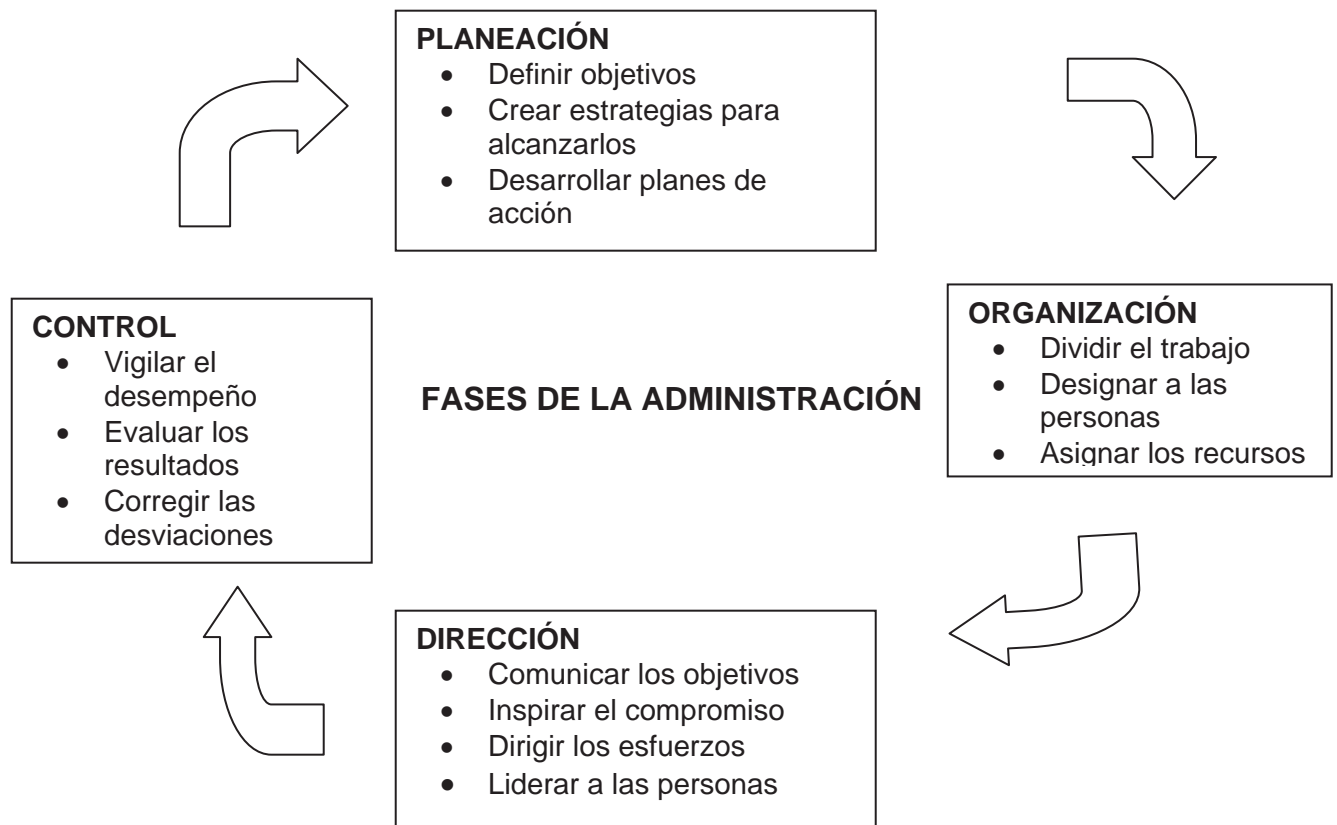 PLANEACIÓN
• Definir objetivos
• Crear estrategias para
alcanzarlos
• Desarrollar planes de
acción
ORGANIZACIÓN
• Dividir el trabajo
• Designar a las
personas
• Asignar los recursos
CONTROL
• Vigilar el
desempeño
• Evaluar los
resultados
• Corregir las
desviaciones
FASES DE LA ADMINISTRACIÓN
DIRECCIÓN
• Comunicar los objetivos
• Inspirar el compromiso
• Dirigir los esfuerzos
• Liderar a las personas